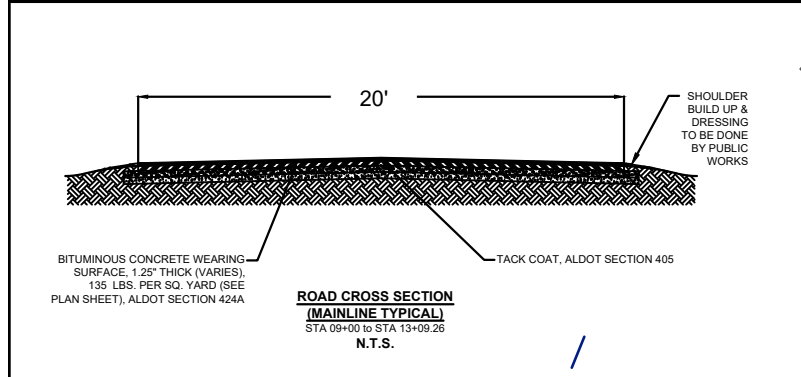 20'
SHOULDER
BUILD UP &
DRESSING
TO BE DONE
BY PUBLIC
WORKS
BITUMINOUS CONCRETE WEARING
SURFACE, 1.25" THICK (VARIES),
135 LBS. PER SQ. YARD (SEE
PLAN SHEET), ALDOT SECTION 424A
TACK COAT, ALDOT SECTION 405
ROAD CROSS SECTION
(MAINLINE TYPICAL)
STA 09+00 to STA 13+09.26
N.T.S.